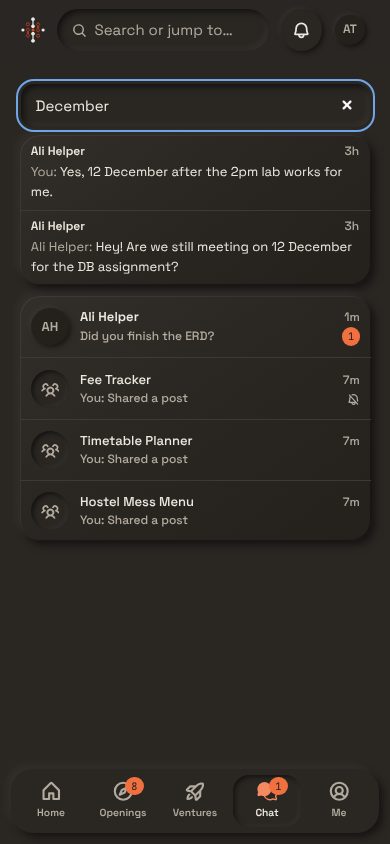 Search or jump to...
AT
December
Ali Helper 3h
You: Yes, 12 December after the 2pm lab works for
me.
Ali Helper 3h
Ali Helper: Hey! Are we still meeting on 12 December
for the DB assignment?
AH
Ali Helper 1m
Did you finish the ERD? 1
Fee Tracker 7m
You: Shared a post
Timetable Planner 7m
You: Shared a post
Hostel Mess Menu 7m
You: Shared a post
8 1
Home Openings Ventures Chat Me